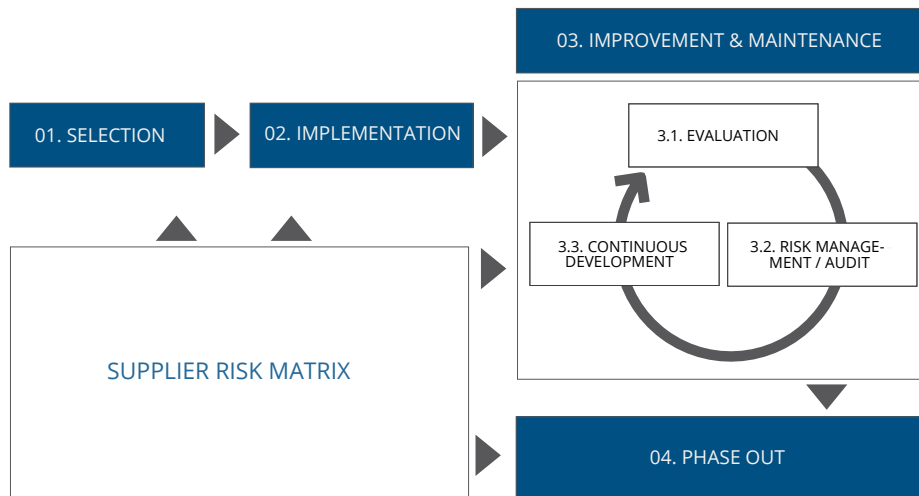 03. IMPROVEMENT & MAINTENANCE
01. SELECTION
02. IMPLEMENTATION
3.1. EVALUATION
3.3. CONTINUOUS
DEVELOPMENT
3.2. RISK MANAGE-
MENT / AUDIT
SUPPLIER RISK MATRIX
04. PHASE OUT